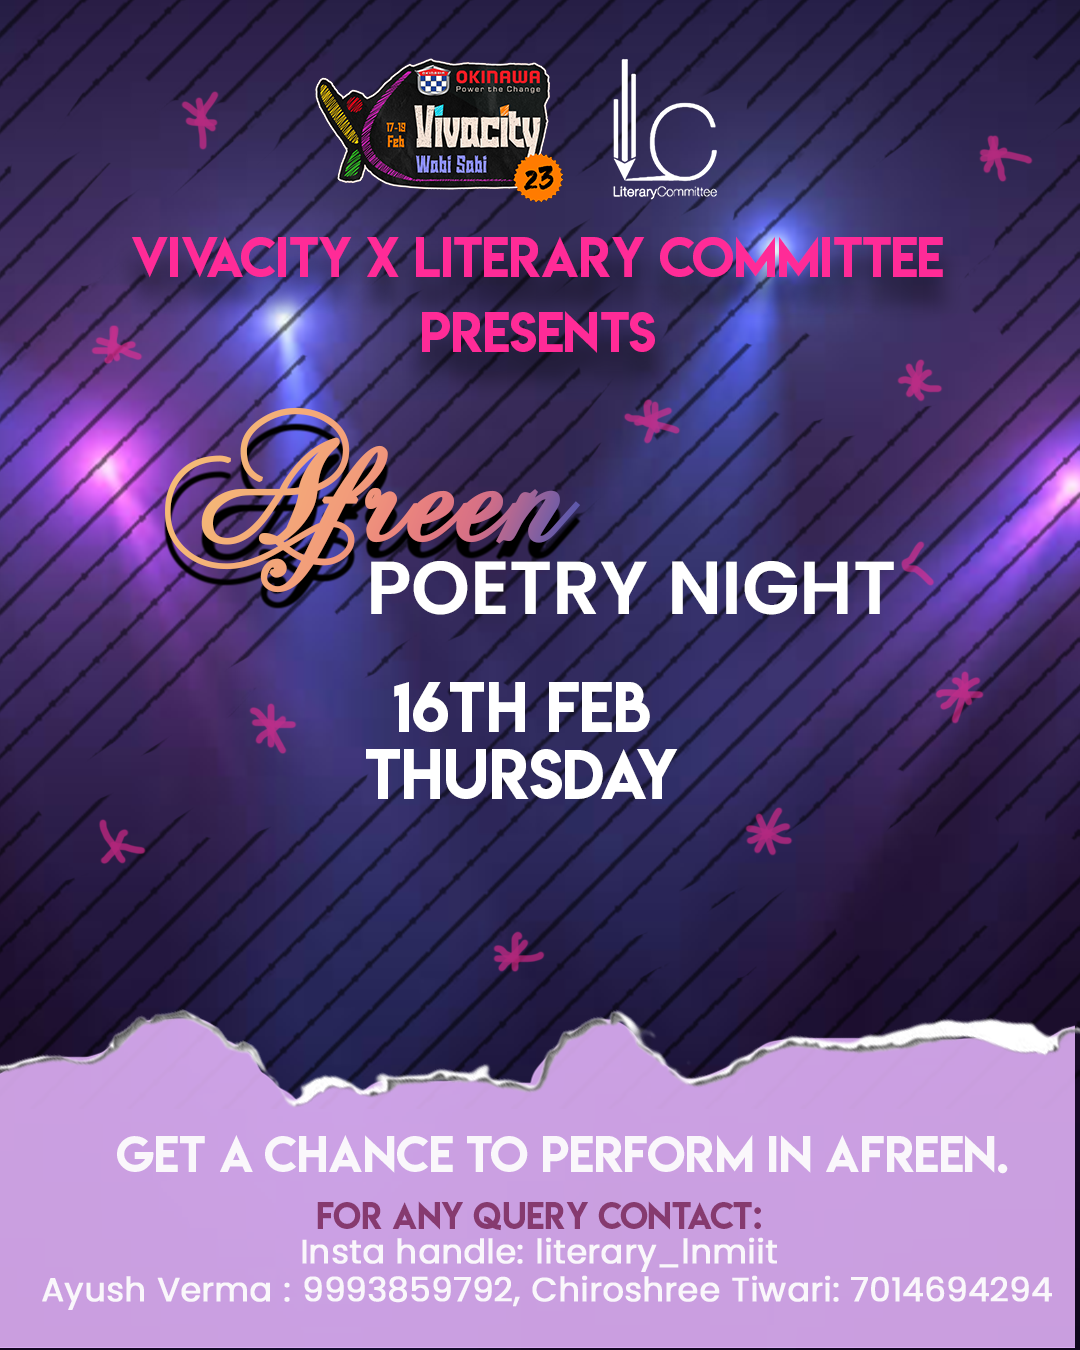 OKINAWA
OKINAWA
Power the Change
17-19
Feb
Vivacity
Wabi Sabi
23
LiteraryCommittee
VIVACITY X LITERARY COMMITTEE
PRESENTS
Afreen
POETRY NIGHT
16TH FEB
THURSDAY
GET A CHANCE TO PERFORM IN AFREEN.
FOR ANY QUERY CONTACT:
Insta handle: literary_lnmiit
Ayush Verma : 9993859792, Chiroshree Tiwari: 7014694294